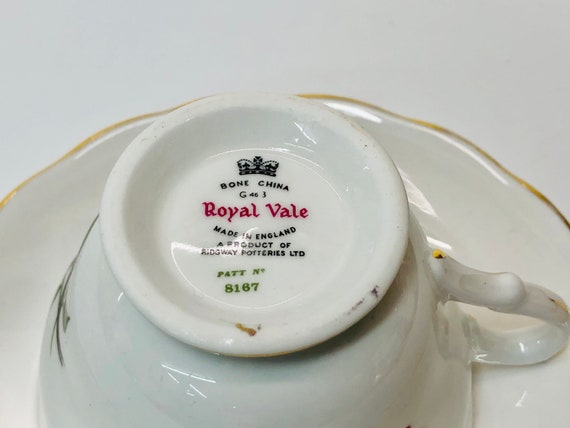 BONE CHINA
G 46 3
Royal Vale
MADE IN ENGLAND
A PRODUCT OF
RIDGWAY POTTERIES LTD
PATT Nº
8167